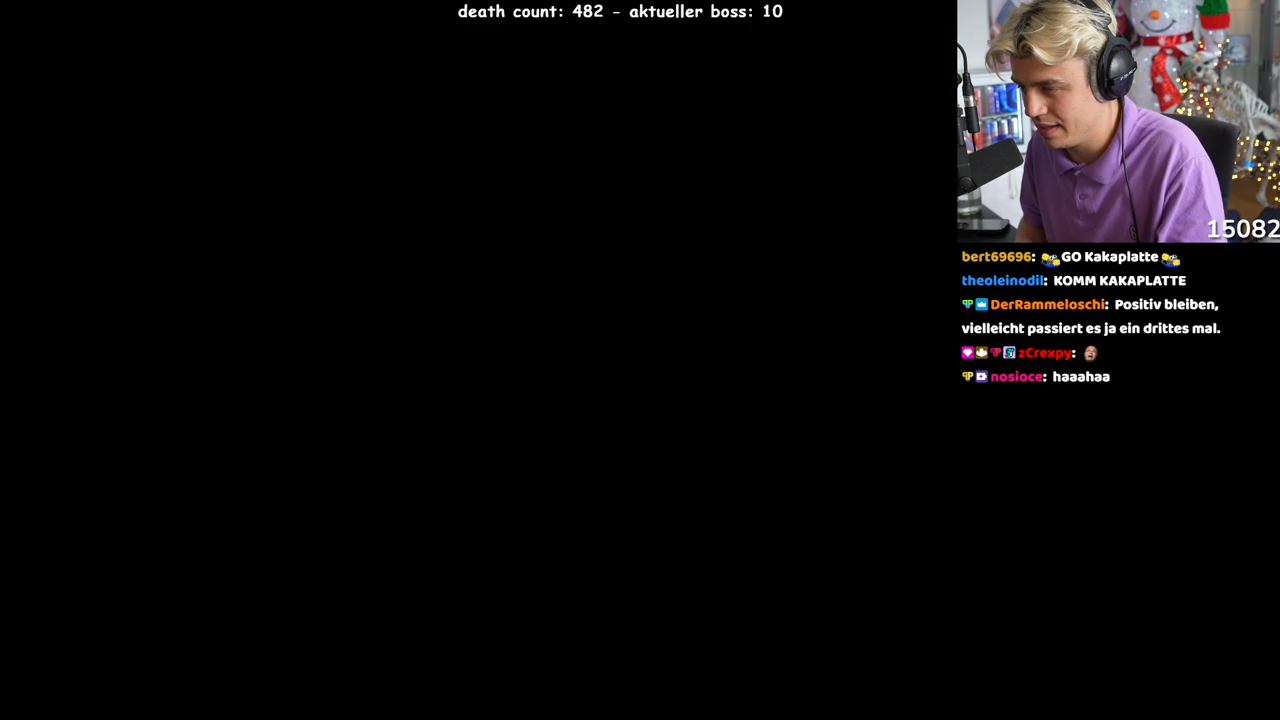 death count: 482 - aktueller boss: 10
15082
bert69696: GO Kakaplatte
theoleinodil: KOMM KAKAPLATTE
DerRammeloschi: Positiv bleiben,
vielleicht passiert es ja ein drittes mal.
zCrexpy:
nosioce: haaahaa